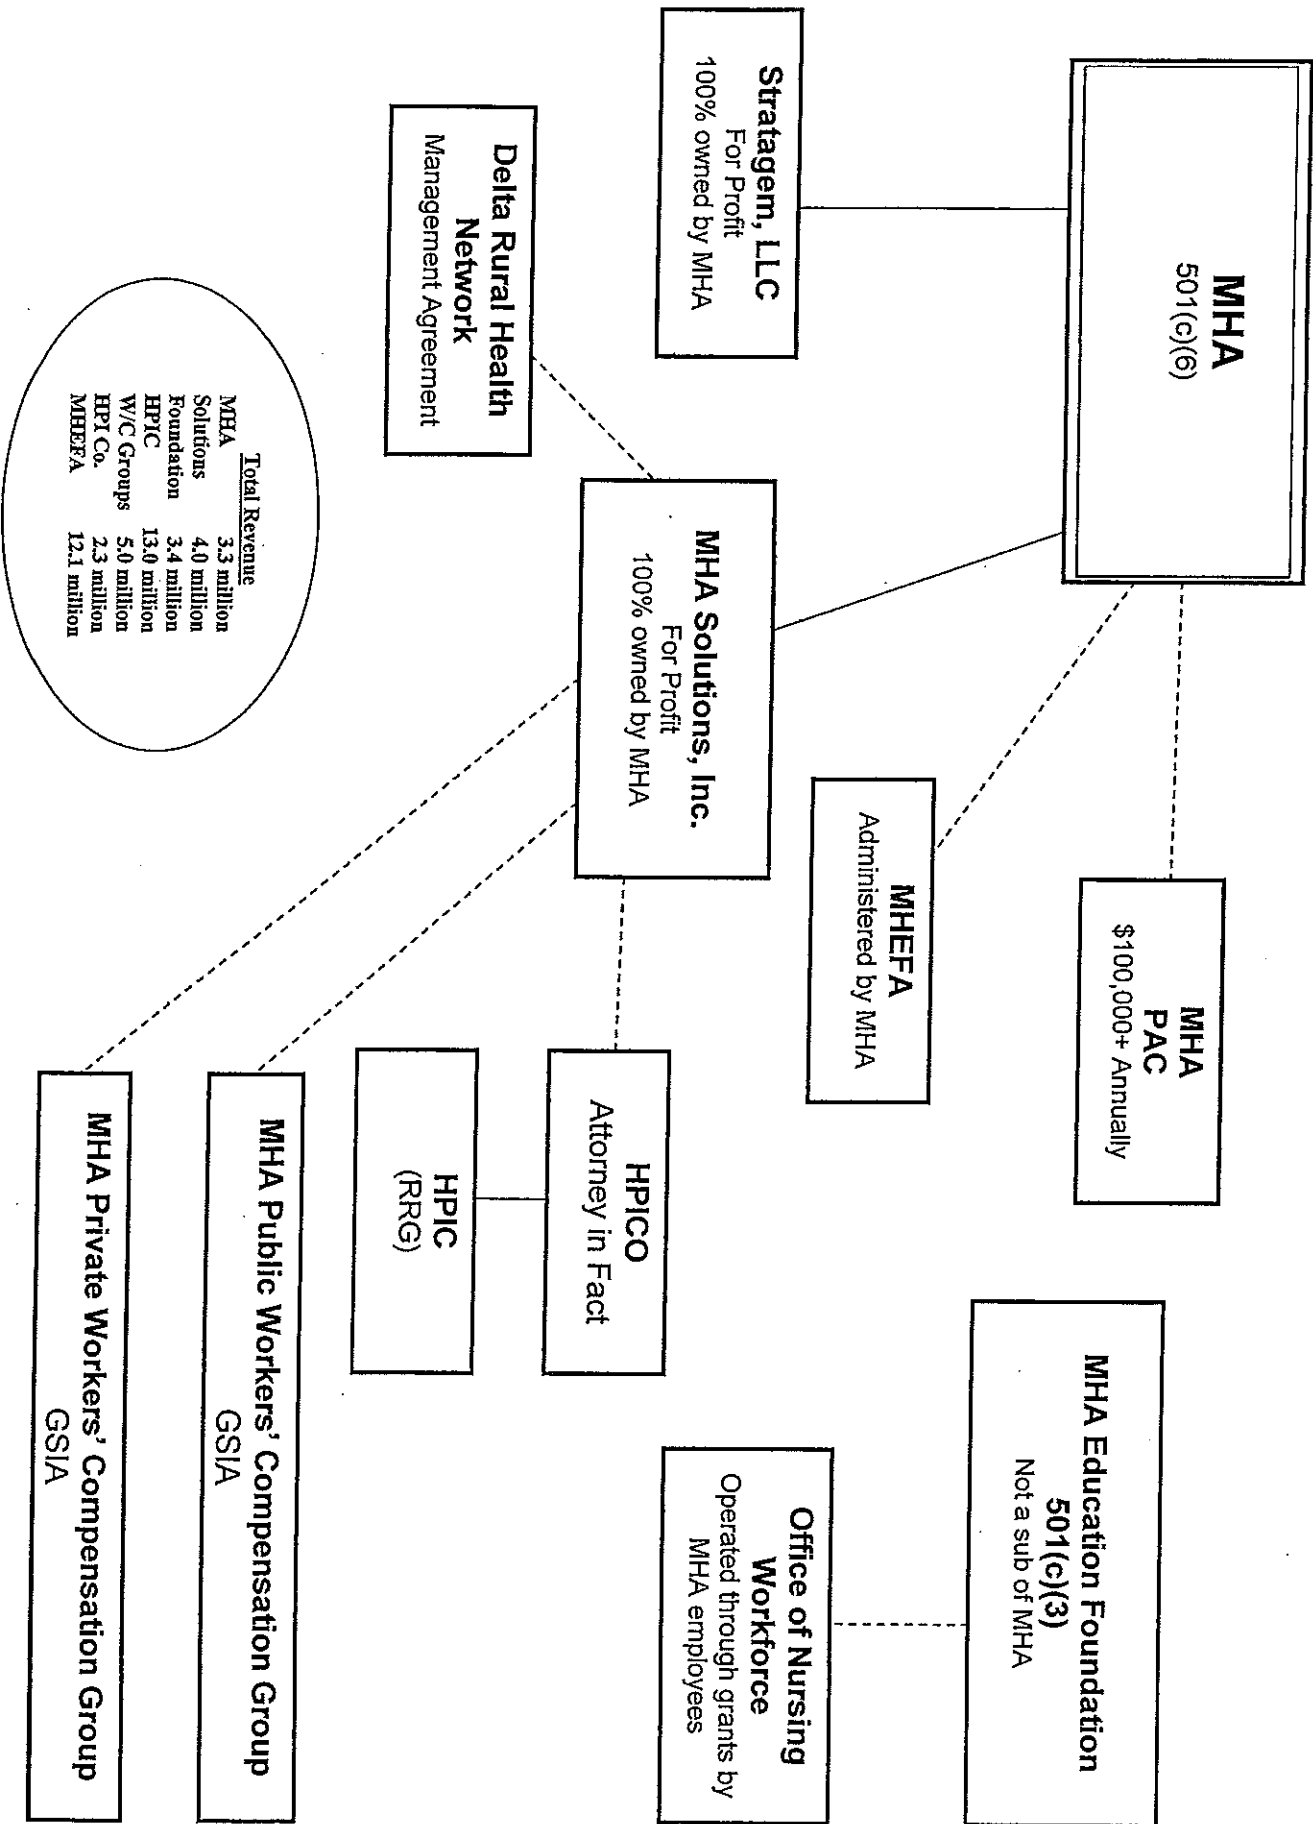 MHA
501(c)(6)
MHA
PAC
$100,000+ Annually
MHA Education Foundation
501(c)(3)
Not a sub of MHA
Stratagem, LLC
For Profit
100% owned by MHA
MHEFA
Administered by MHA
Office of Nursing
Workforce
Operated through grants by
MHA employees
MHA Solutions, Inc.
For Profit
100% owned by MHA
Delta Rural Health
Network
Management Agreement
HPICO
Attorney in Fact
HPIC
(RRG)
MHA Public Workers' Compensation Group
GSIA
MHA Private Workers' Compensation Group
GSIA
Total Revenue
MHA 3.3 million
Solutions 4.0 million
Foundation 3.4 million
HPIC 13.0 million
W/C Groups 5.0 million
HPI Co. 2.3 million
MHEFA 12.1 million